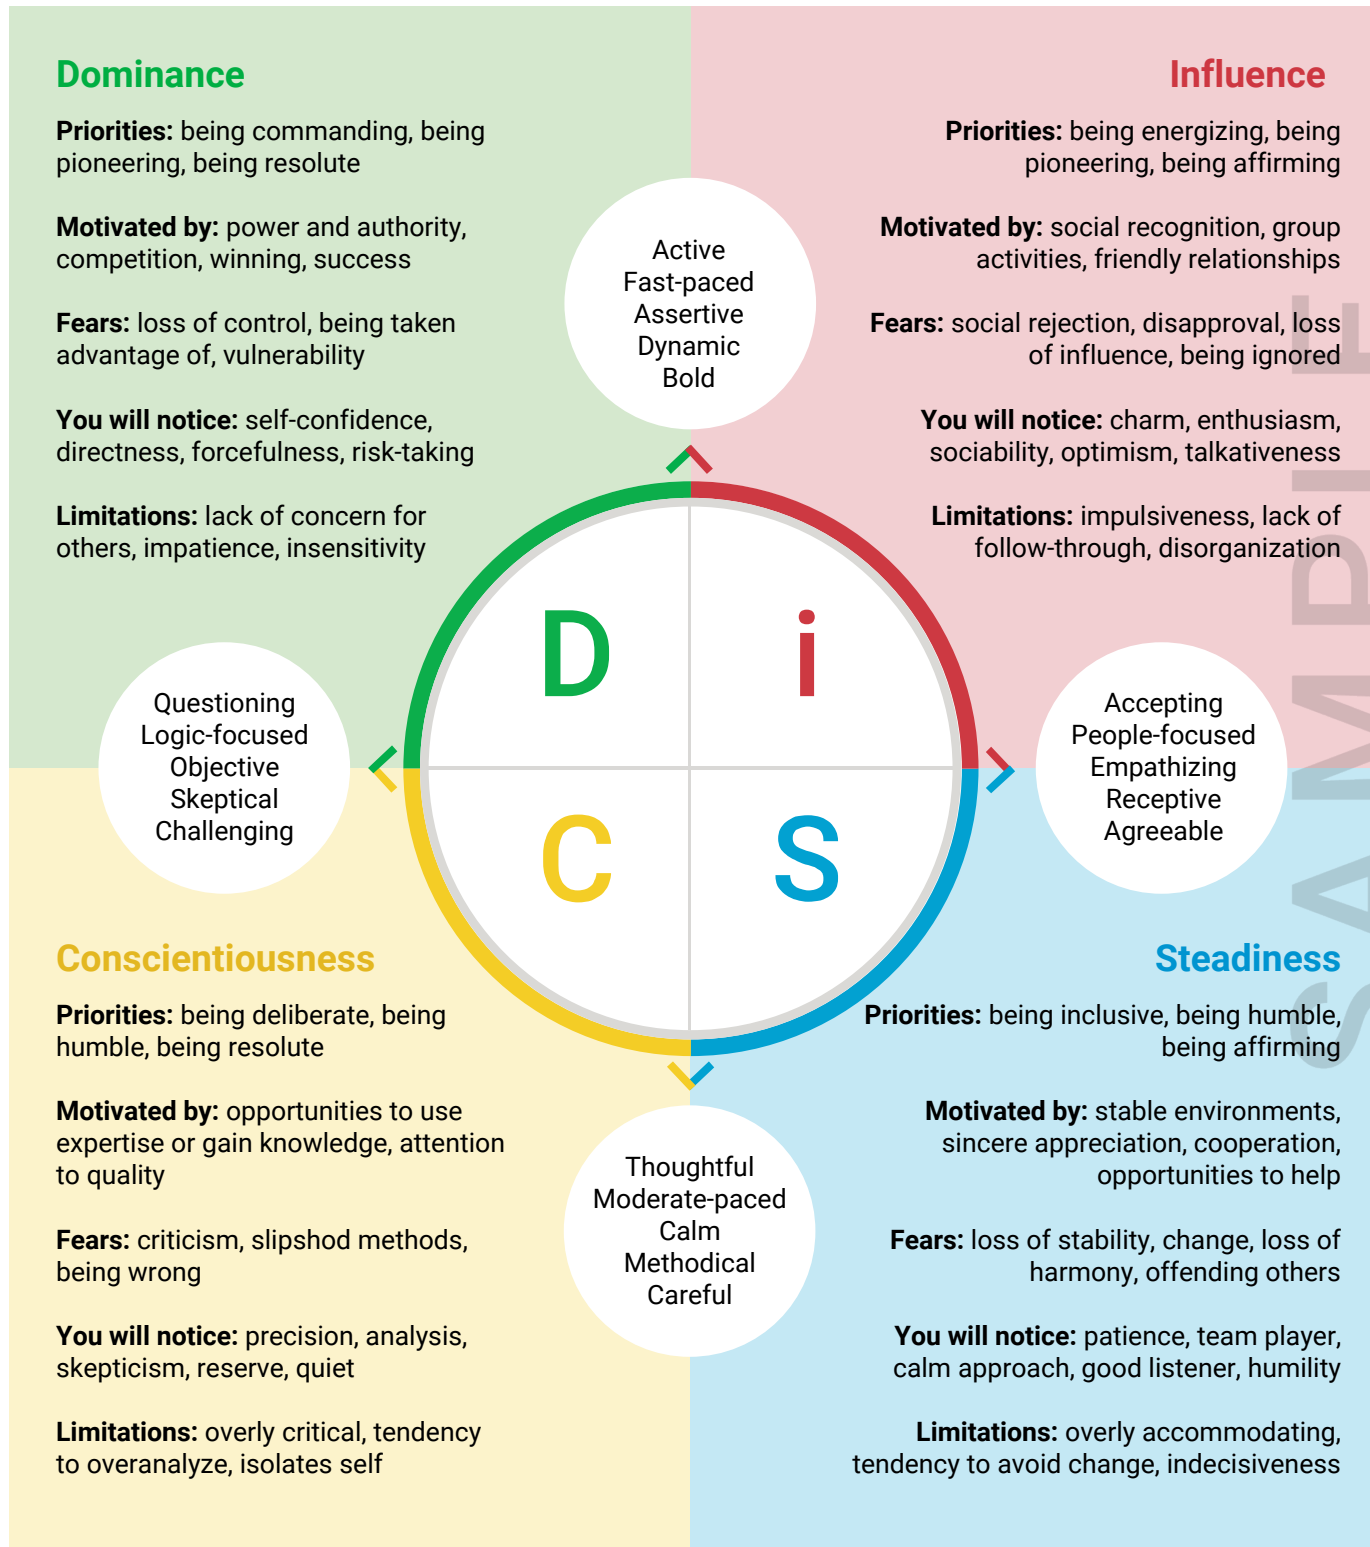 Dominance
Priorities: being commanding, being
pioneering, being resolute
Motivated by: power and authority,
competition, winning, success
Fears: loss of control, being taken
advantage of, vulnerability
You will notice: self-confidence,
directness, forcefulness, risk-taking
Limitations: lack of concern for
others, impatience, insensitivity
Influence
Priorities: being energizing, being
pioneering, being affirming
Motivated by: social recognition, group
activities, friendly relationships
Fears: social rejection, disapproval, loss
of influence, being ignored
You will notice: charm, enthusiasm,
sociability, optimism, talkativeness
Limitations: impulsiveness, lack of
follow-through, disorganization
Active
Fast-paced
Assertive
Dynamic
Bold
Questioning
Logic-focused
Objective
Skeptical
Challenging
D
i
C
S
Accepting
People-focused
Empathizing
Receptive
Agreeable
Conscientiousness
Priorities: being deliberate, being
humble, being resolute
Motivated by: opportunities to use
expertise or gain knowledge, attention
to quality
Fears: criticism, slipshod methods,
being wrong
You will notice: precision, analysis,
skepticism, reserve, quiet
Limitations: overly critical, tendency
to overanalyze, isolates self
Thoughtful
Moderate-paced
Calm
Methodical
Careful
Steadiness
Priorities: being inclusive, being humble,
being affirming
Motivated by: stable environments,
sincere appreciation, cooperation,
opportunities to help
Fears: loss of stability, change, loss of
harmony, offending others
You will notice: patience, team player,
calm approach, good listener, humility
Limitations: overly accommodating,
tendency to avoid change, indecisiveness
SAMPLE